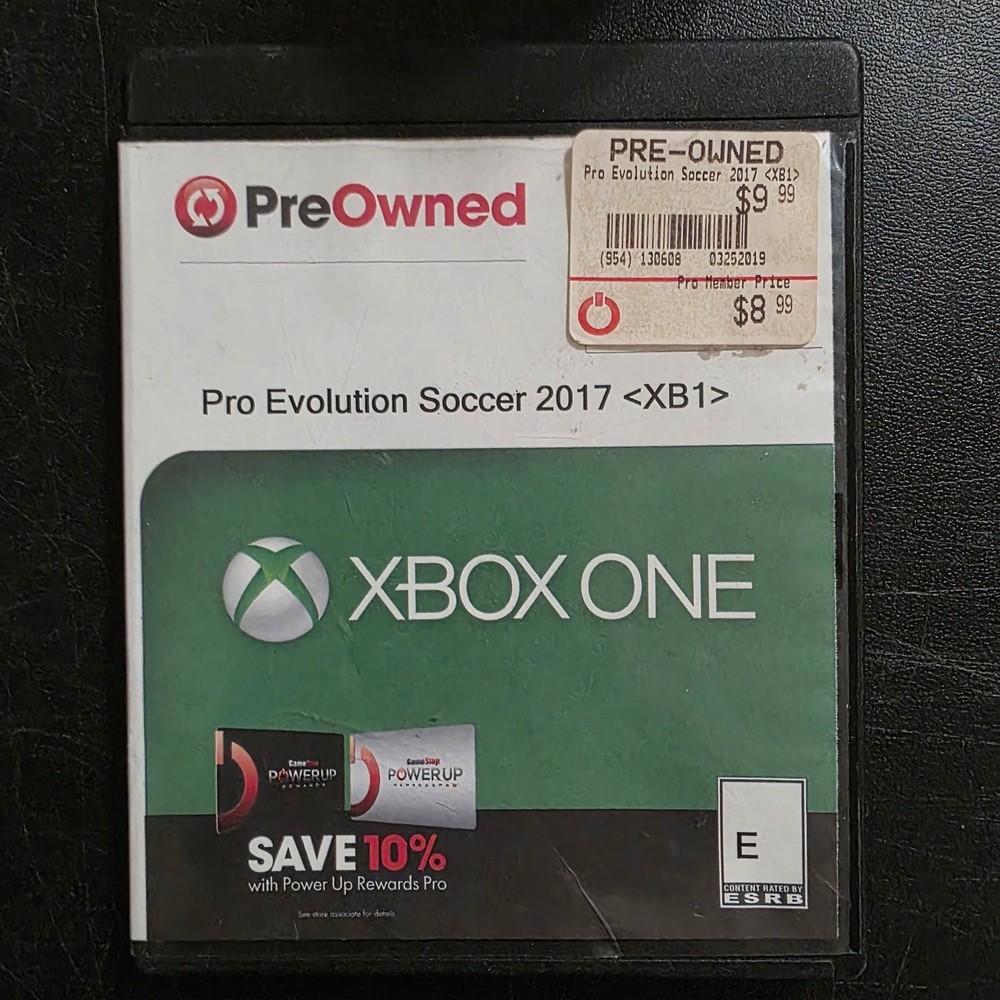 PRE-OWNED
Pro Evolution Soccer 2017 <XB1>
$9 99
(954) 130608 03252019
Pro Member Price
$8 99
PreOwned
Pro Evolution Soccer 2017 <XB1>
XBOX ONE
GameStop
POWERUP
REWARDS
GameStop
POWERUP
REWARDS PRO
SAVE 10%
with Power Up Rewards Pro
See store associate for details
E
CONTENT RATED BY
ESRB